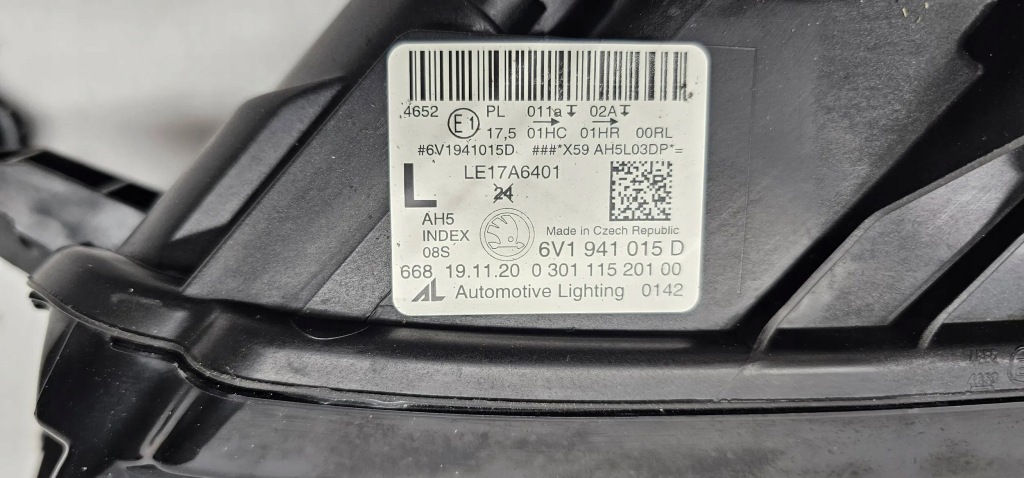 4652 PL 011a 02A
E1 17,5 01HC 01HR 00RL
#6V1941015D ###*X59 AH5L03DP*=
LE17A6401
L 24
AH5
INDEX Made in Czech Republic
08S 6V1 941 015 D
668 19.11.20 0 301 115 201 00
AL Automotive Lighting 0142